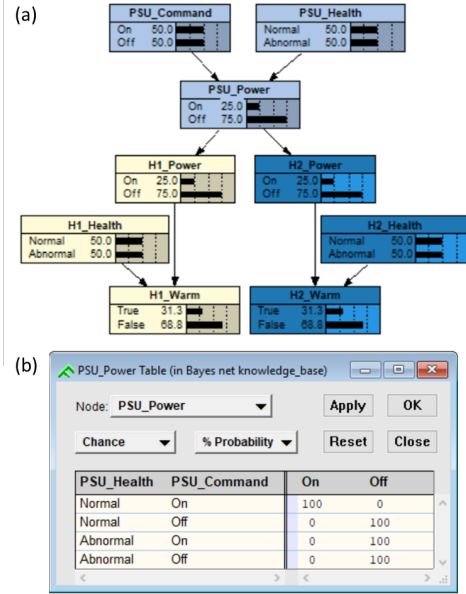 (a)
PSU_Command
On 50.0
Off 50.0
PSU_Health
Normal 50.0
Abnormal 50.0
PSU_Power
On 25.0
Off 75.0
H1_Power
On 25.0
Off 75.0
H2_Power
On 25.0
Off 75.0
H1_Health
Normal 50.0
Abnormal 50.0
H2_Health
Normal 50.0
Abnormal 50.0
H1_Warm
True 31.3
False 68.8
H2_Warm
True 31.3
False 68.8
(b)
PSU_Power Table (in Bayes net knowledge_base)
Node: PSU_Power Apply OK
Chance % Probability Reset Close
PSU_Health PSU_Command On Off
Normal On 100 0
Normal Off 0 100
Abnormal On 0 100
Abnormal Off 0 100